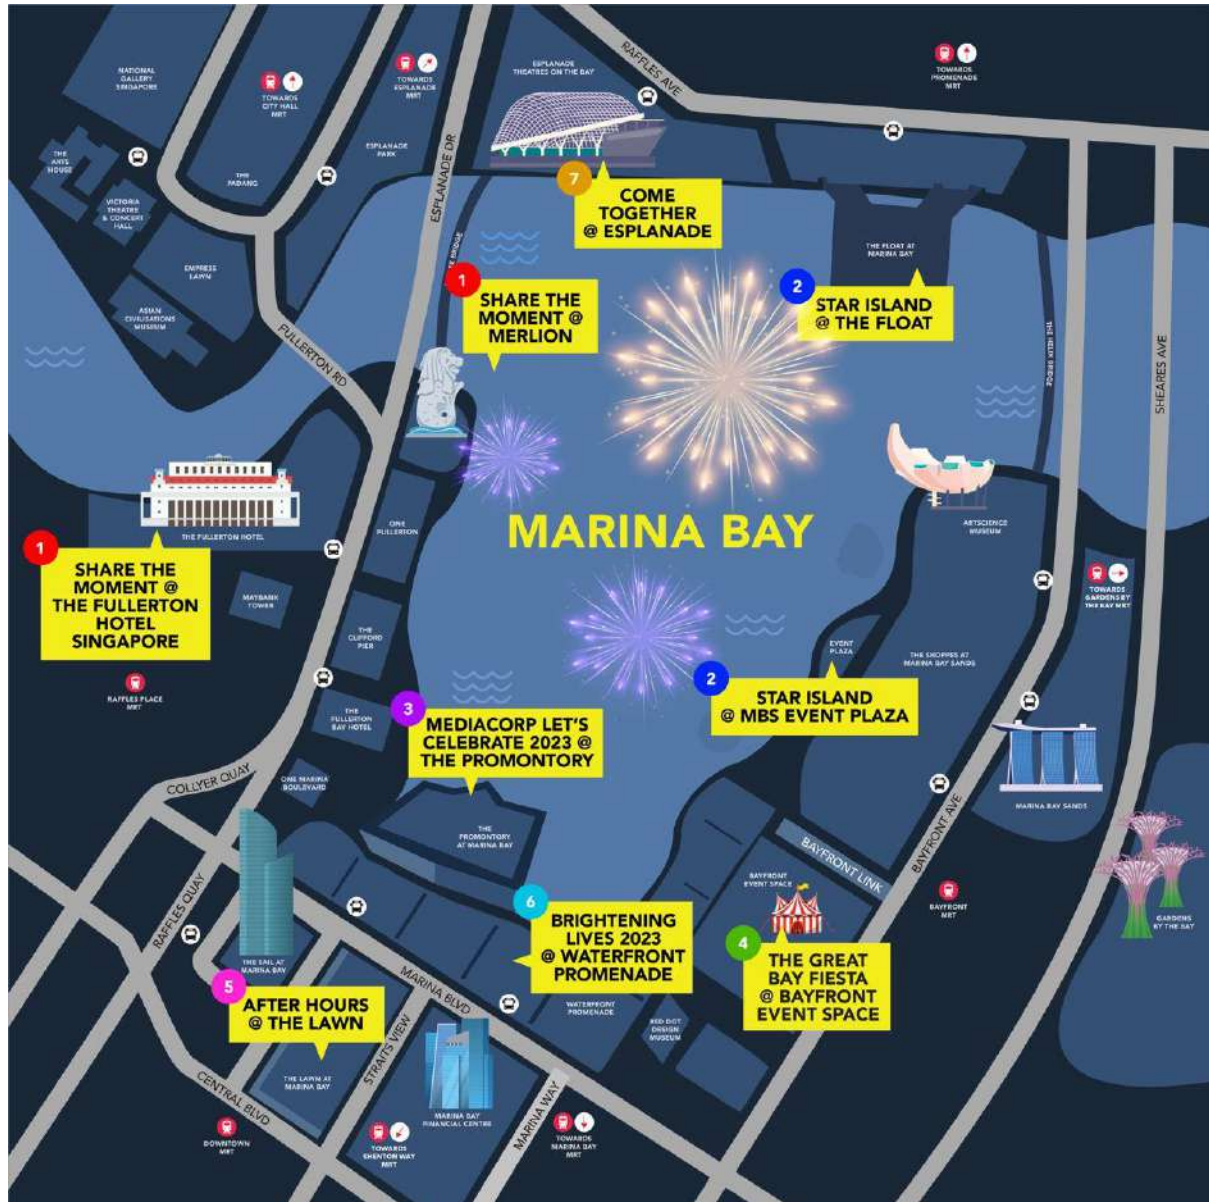 NATIONAL
GALLERY
SINGAPORE
TOWARDS
CITY HALL
MRT
TOWARDS
ESPLANADE
MRT
ESPLANADE
THEATRES ON THE BAY
RAFFLES AVE
TOWARDS
PROMENADE
MRT
THE
ARTS
HOUSE
VICTORIA
THEATRE
& CONCERT
HALL
THE
PADANG
ESPLANADE
PARK
ESPLANADE DR
7
COME
TOGETHER
@ ESPLANADE
EMPRESS
LAWN
ASIAN
CIVILISATIONS
MUSEUM
THE FLOAT AT
MARINA BAY
BRIDGE
1
SHARE THE
MOMENT @
MERLION
2
STAR ISLAND
@ THE FLOAT
THE HELIX BRIDGE
SHEARES AVE
FULLERTON RD
THE FULLERTON HOTEL
ONE
FULLERTON
MARINA BAY
ARTSCIENCE
MUSEUM
1
SHARE THE
MOMENT @
THE FULLERTON
HOTEL
SINGAPORE
MAYBANK
TOWER
THE
CLIFFORD
PIER
TOWARDS
GARDENS BY
THE BAY MRT
EVENT
PLAZA
THE SHOPPES AT
MARINA BAY SANDS
RAFFLES PLACE
MRT
THE
FULLERTON
BAY HOTEL
3
MEDIACORP LET'S
CELEBRATE 2023 @
THE PROMONTORY
2
STAR ISLAND
@ MBS EVENT PLAZA
COLLYER QUAY
ONE MARINA
BOULEVARD
MARINA BAY SANDS
THE
PROMONTORY
AT MARINA BAY
BAYFRONT AVE
BAYFRONT LINK
BAYFRONT
EVENT SPACE
BAYFRONT
MRT
GARDENS
BY THE BAY
RAFFLES QUAY
THE SAIL AT
MARINA BAY
6
BRIGHTENING
LIVES 2023
@ WATERFRONT
PROMENADE
4
THE GREAT
BAY FIESTA
@ BAYFRONT
EVENT SPACE
5
AFTER HOURS
@ THE LAWN
MARINA BLVD
WATERFRONT
PROMENADE
RED DOT
DESIGN
MUSEUM
STRAITS VIEW
THE LAWN AT
MARINA BAY
CENTRAL BLVD
MARINA BAY
FINANCIAL CENTRE
MARINA WAY
DOWNTOWN
MRT
TOWARDS
SHENTON WAY
MRT
TOWARDS
MARINA BAY
MRT